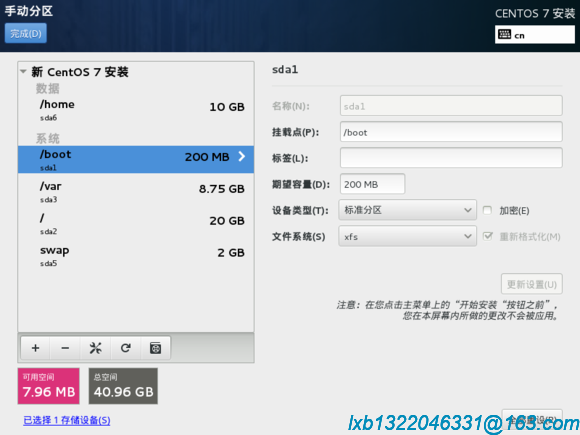 手动分区
CENTOS 7 安装
完成(D)
cn
新 CentOS 7 安装
数据
/home
10 GB
sda6
系统
/boot
200 MB
sda1
/var
8.75 GB
sda3
/
20 GB
sda2
swap
2 GB
sda5
可用空间
7.96 MB
总空间
40.96 GB
已选择 1 存储设备(S)
sda1
名称(N):
sda1
挂载点(P):
/boot
标签(L):
期望容量(D):
200 MB
设备类型(T):
标准分区
加密(E)
文件系统(S)
xfs
重新格式化(M)
更新设置(U)
注意：在您点击主菜单上的“开始安装“按钮之前”，
您在本屏幕内所做的更改不会被应用。
lxb1322046331@163.com